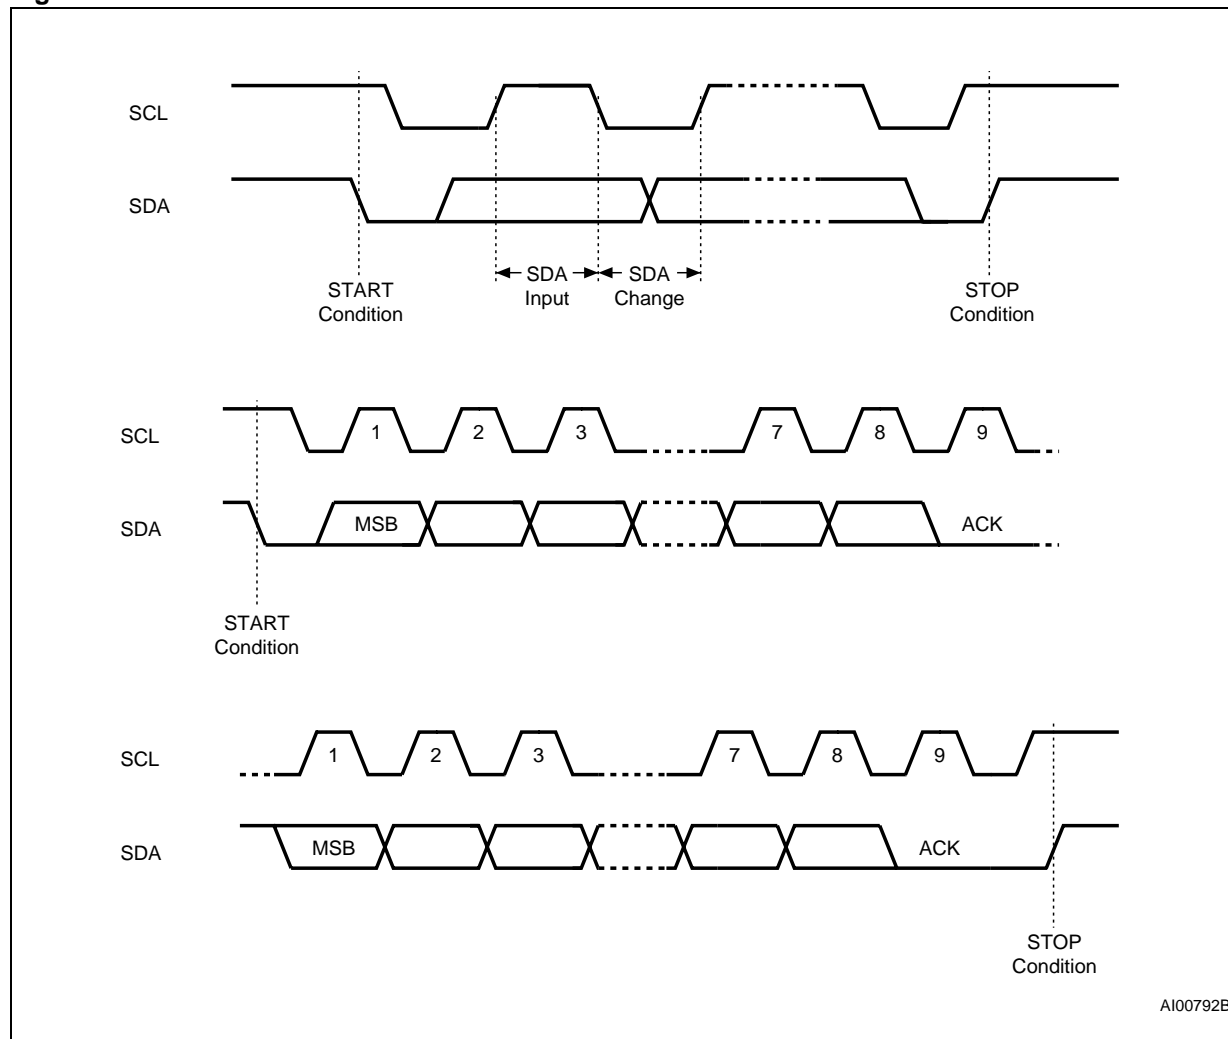 SCL
SDA
SDA
Input
SDA
Change
START
Condition
STOP
Condition
SCL
1 2 3 7 8 9
SDA
MSB ACK
START
Condition
SCL
1 2 3 7 8 9
SDA
MSB ACK
STOP
Condition
AI00792B